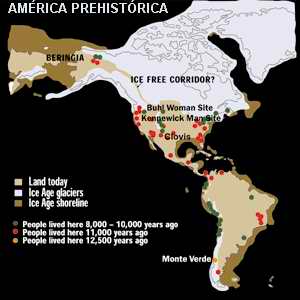 AMÉRICA PREHISTÓRICA
BERINGIA
ICE FREE CORRIDOR?
Buhl Woman Site
Kennewick Man Site
Clovis
Land today
Ice Age glaciers
Ice Age shoreline
People lived here 8,000 – 10,000 years ago
People lived here 11,000 years ago
People lived here 12,500 years ago
Monte Verde